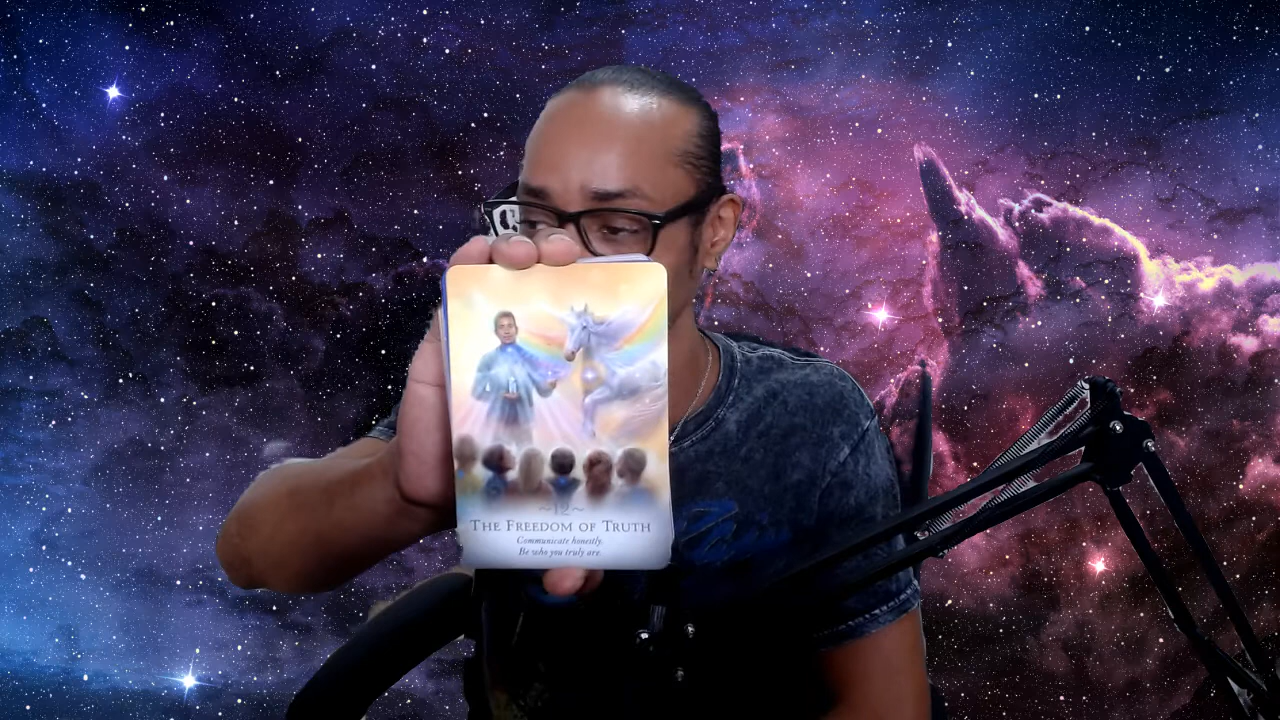 ~12~
THE FREEDOM OF TRUTH
Communicate honestly.
Be who you truly are.